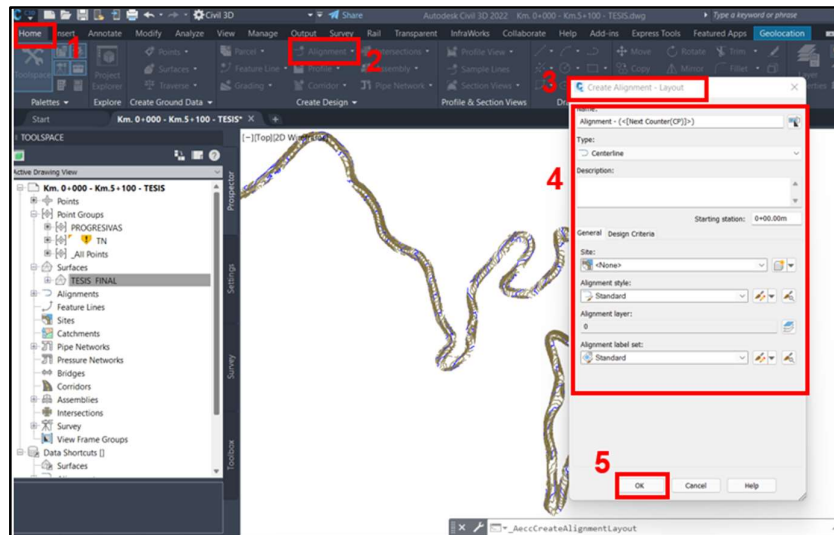 Civil 3D Share Autodesk Civil 3D 2022 Km. 0+000 - Km.5+100 - TESIS.dwg Type a keyword or phrase
Home Insert Annotate Modify Analyze View Manage Output Survey Rail Transparent InfraWorks Collaborate Help Add-ins Express Tools Featured Apps Geolocation
1
2
3
Toolspace
Project Explorer
Points
Surfaces
Traverse
Parcel
Feature Line
Grading
Alignment
Profile
Corridor
Intersections
Assembly
Pipe Network
Profile View
Sample Lines
Section Views
Move
Copy
Rotate
Mirror
Trim
Layer
Palettes Explore Create Ground Data Create Design Profile & Section Views
Start Km. 0+000 - Km.5+100 - TESIS*
TOOLSPACE
[-][Top][2D
Active Drawing View
Km. 0+000 - Km.5+100 - TESIS
Points
Point Groups
PROGRESIVAS
TN
_All Points
Surfaces
TESIS FINAL
Alignments
Feature Lines
Sites
Catchments
Pipe Networks
Pressure Networks
Bridges
Corridors
Assemblies
Intersections
Survey
View Frame Groups
Data Shortcuts []
Surfaces
Prospector
Settings
Survey
Toolbox
Create Alignment - Layout
Name:
Alignment - (<[Next Counter(CP)]>)
Type:
Centerline
Description:
4
Starting station: 0+00.00m
General Design Criteria
Site:
<None>
Alignment style:
Standard
Alignment layer:
0
Alignment label set:
Standard
5
OK Cancel Help
_AeccCreateAlignmentLayout